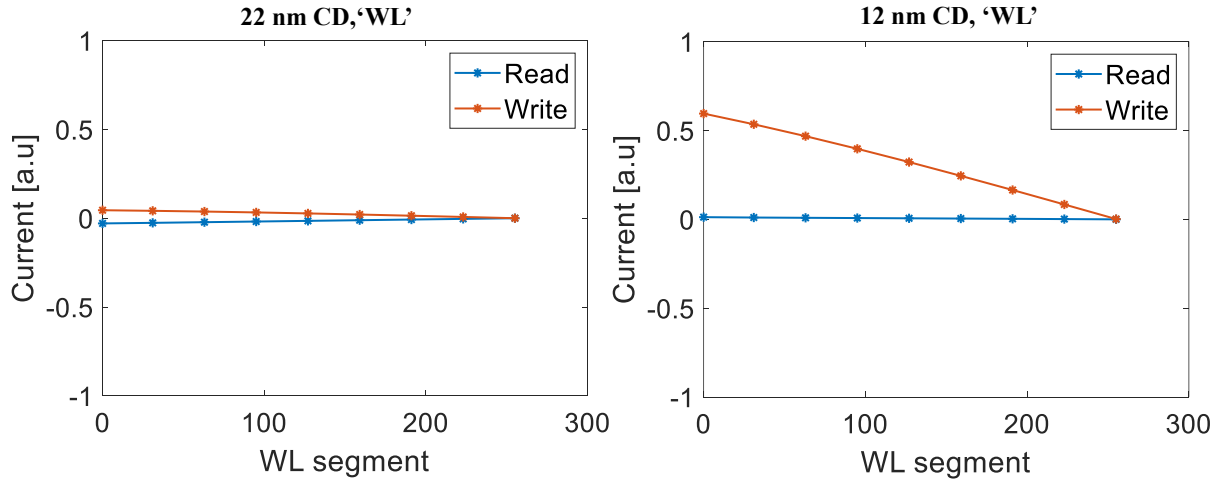 22 nm CD,‘WL’
1
0.5
0
-0.5
-1
Current [a.u]
Read
Write
0
100
200
300
WL segment
12 nm CD, ‘WL’
1
0.5
0
-0.5
-1
Current [a.u]
Read
Write
0
100
200
300
WL segment